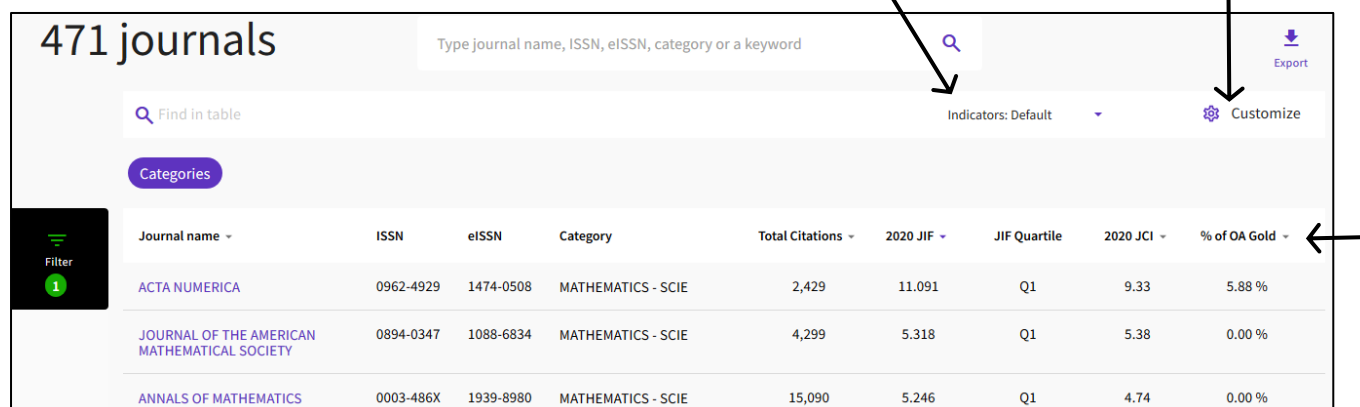 471 journals
Type journal name, ISSN, eISSN, category or a keyword
Export
Find in table
Indicators: Default
Customize
Categories
Filter
1
Journal name ISSN eISSN Category Total Citations 2020 JIF JIF Quartile 2020 JCI % of OA Gold
ACTA NUMERICA 0962-4929 1474-0508 MATHEMATICS - SCIE 2,429 11.091 Q1 9.33 5.88 %
JOURNAL OF THE AMERICAN 0894-0347 1088-6834 MATHEMATICS - SCIE 4,299 5.318 Q1 5.38 0.00 %
MATHEMATICAL SOCIETY
ANNALS OF MATHEMATICS 0003-486X 1939-8980 MATHEMATICS - SCIE 15,090 5.246 Q1 4.74 0.00 %